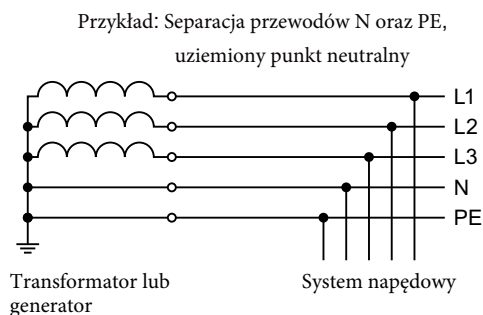 Przykład: Separacja przewodów N oraz PE,
uziemiony punkt neutralny
L1
L2
L3
N
PE
Transformator lub
generator
System napędowy